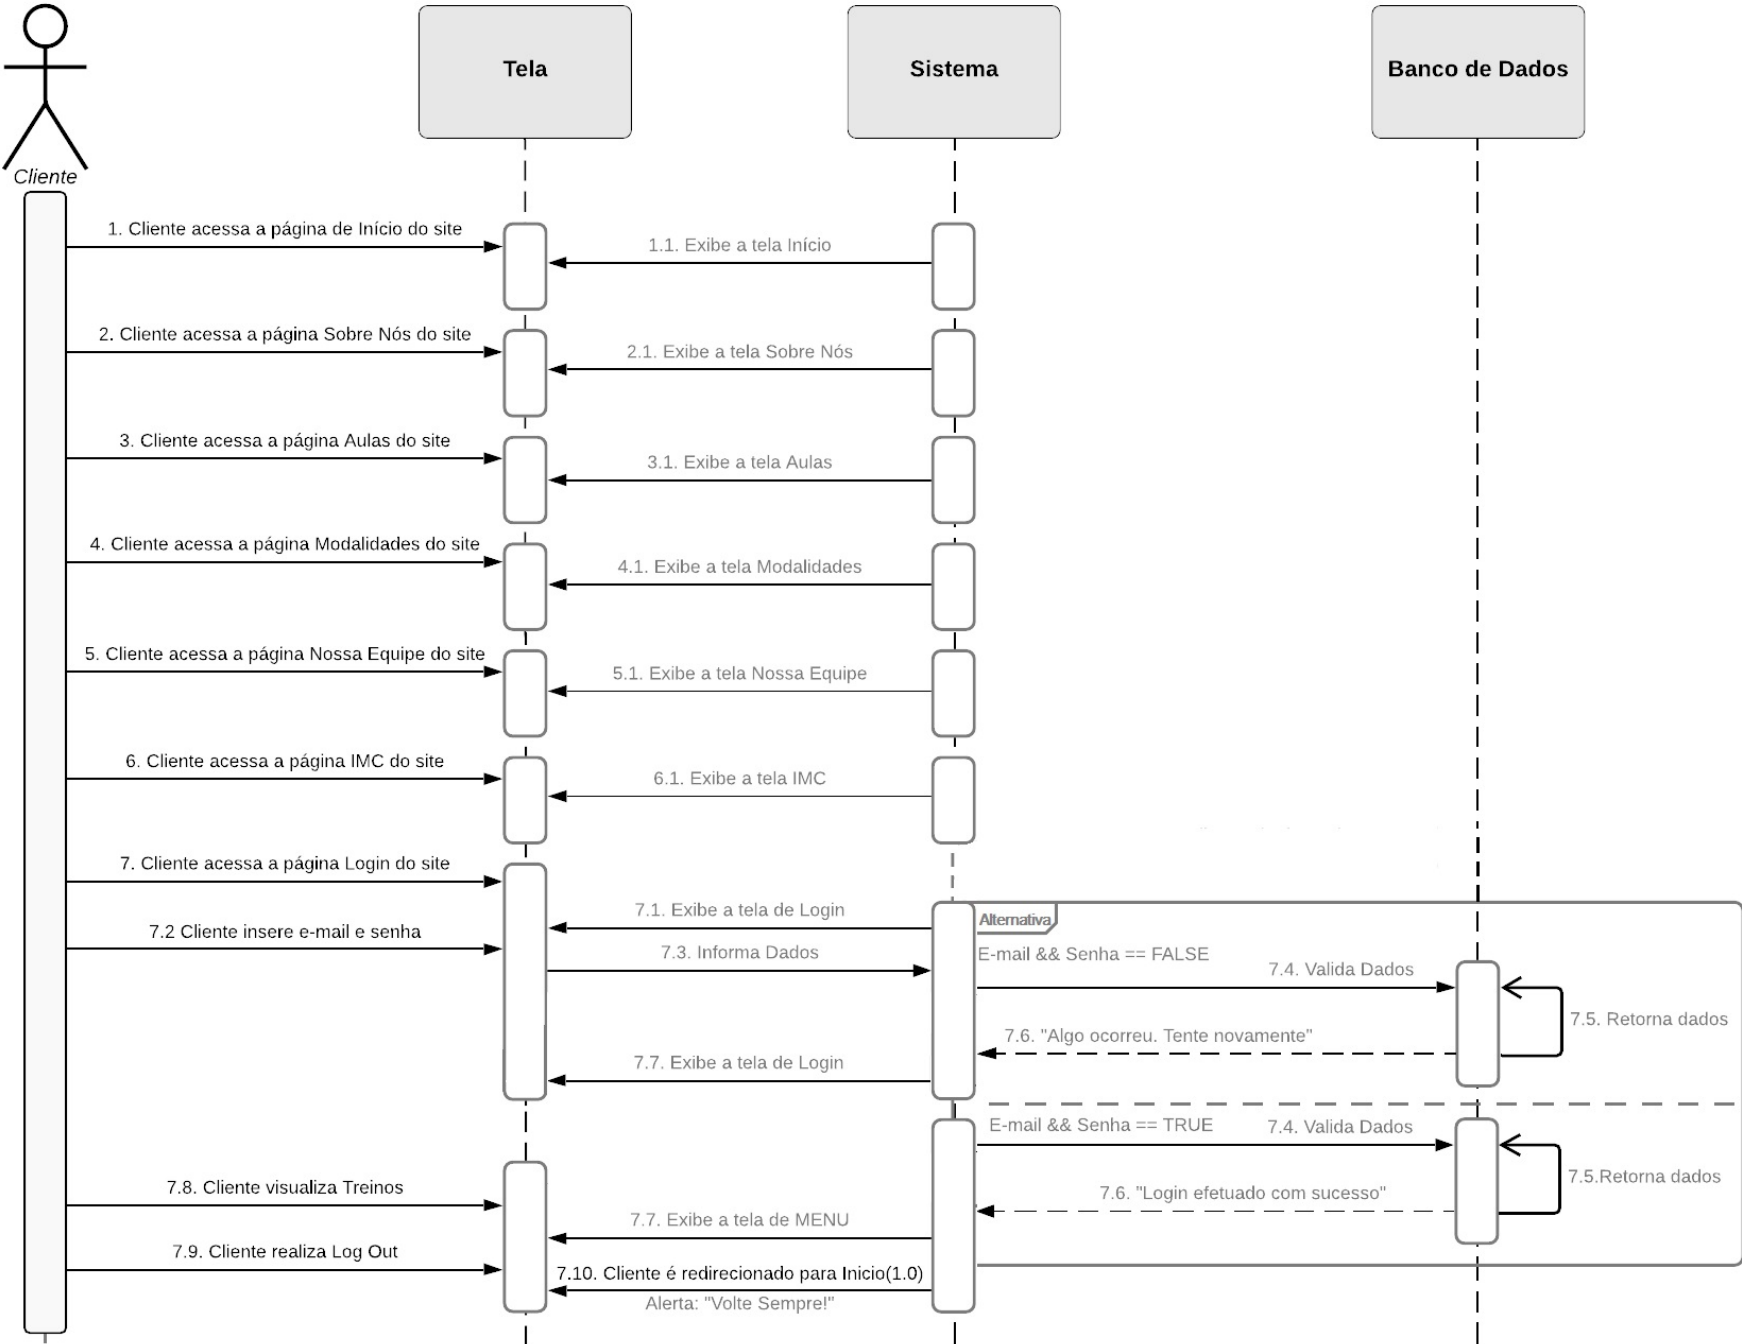 Tela
Sistema
Banco de Dados
Cliente
1. Cliente acessa a página de Início do site
1.1. Exibe a tela Início
2. Cliente acessa a página Sobre Nós do site
2.1. Exibe a tela Sobre Nós
3. Cliente acessa a página Aulas do site
3.1. Exibe a tela Aulas
4. Cliente acessa a página Modalidades do site
4.1. Exibe a tela Modalidades
5. Cliente acessa a página Nossa Equipe do site
5.1. Exibe a tela Nossa Equipe
6. Cliente acessa a página IMC do site
6.1. Exibe a tela IMC
7. Cliente acessa a página Login do site
7.1. Exibe a tela de Login
Alternativa
7.2 Cliente insere e-mail e senha
7.3. Informa Dados
E-mail && Senha == FALSE
7.4. Valida Dados
7.5. Retorna dados
7.6. "Algo ocorreu. Tente novamente"
7.7. Exibe a tela de Login
E-mail && Senha == TRUE
7.4. Valida Dados
7.5.Retorna dados
7.6. "Login efetuado com sucesso"
7.8. Cliente visualiza Treinos
7.7. Exibe a tela de MENU
7.9. Cliente realiza Log Out
7.10. Cliente é redirecionado para Inicio(1.0)
Alerta: "Volte Sempre!"